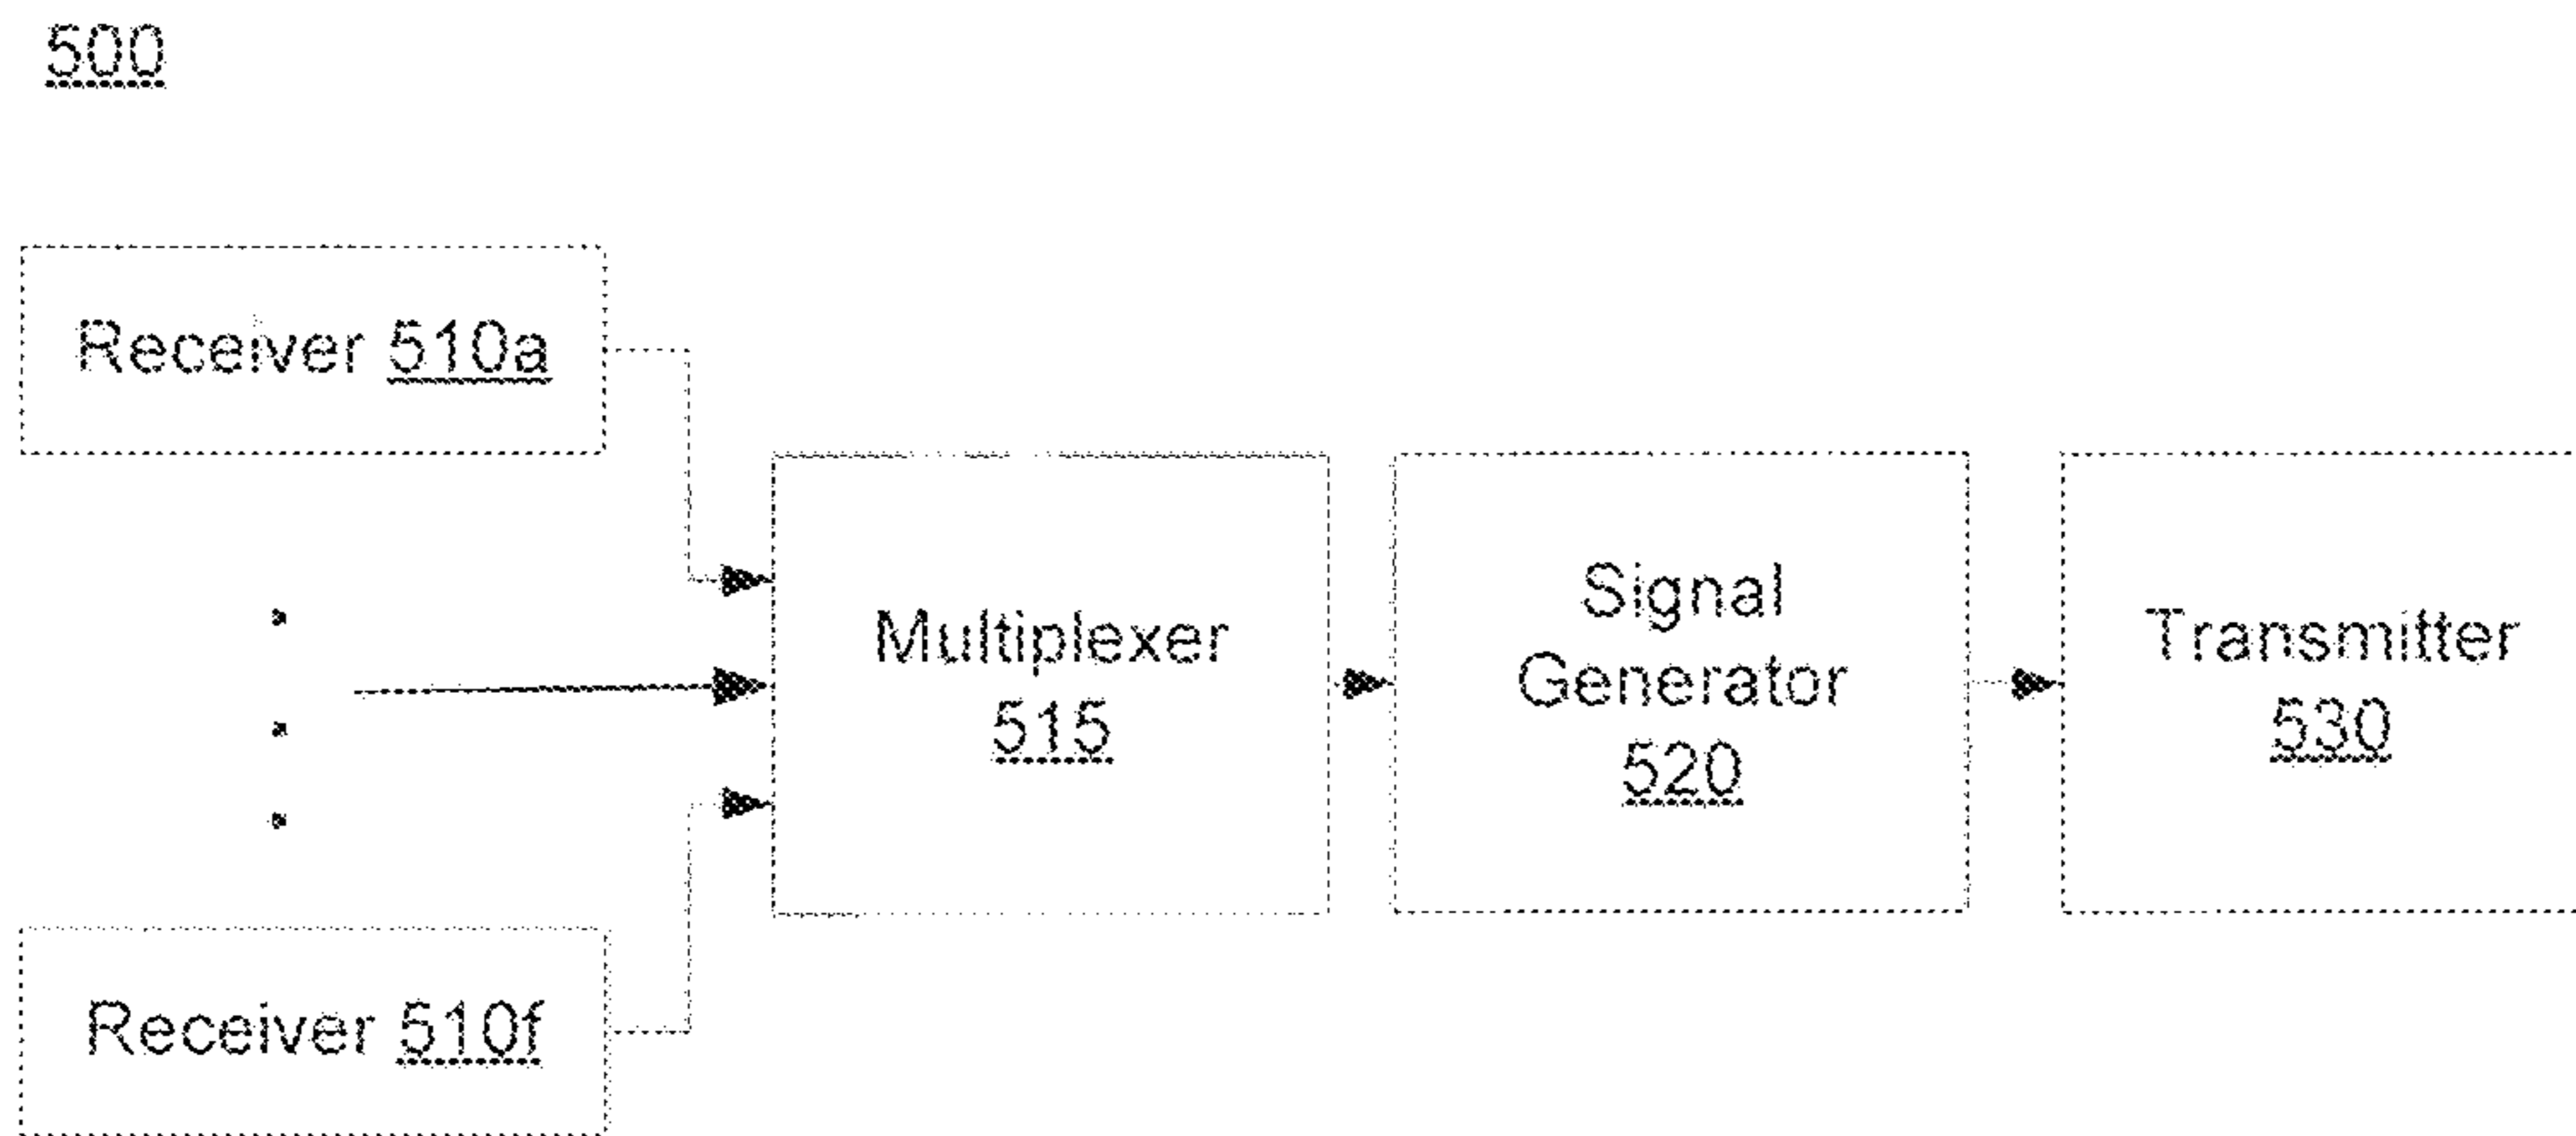 500
Receiver 510a
Multiplexer
515
Signal
Generator
520
Transmitter
530
Receiver 510f